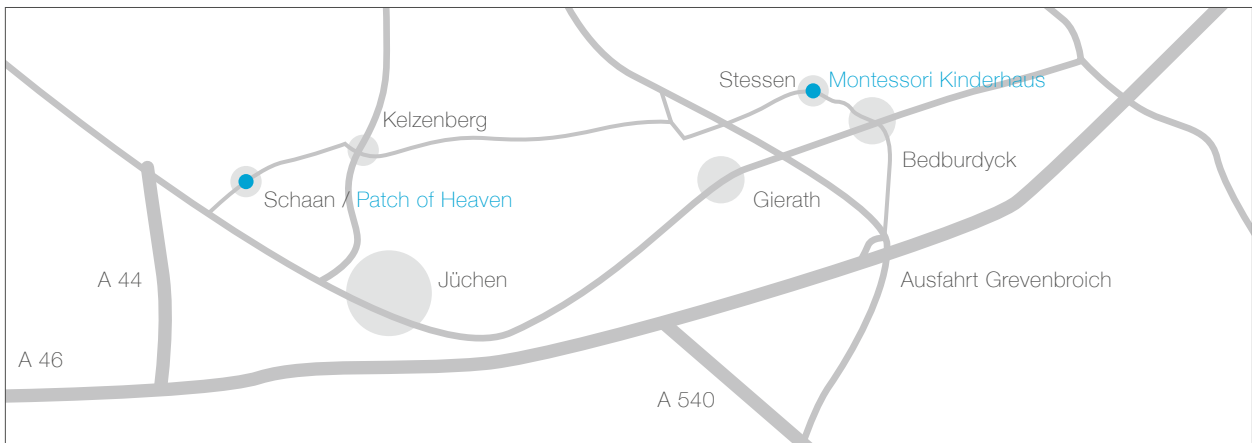 Stessen Montessori Kinderhaus
Kelzenberg
Bedburdyck
Schaan / Patch of Heaven
Gierath
A 44
Jüchen
Ausfahrt Grevenbroich
A 46
A 540